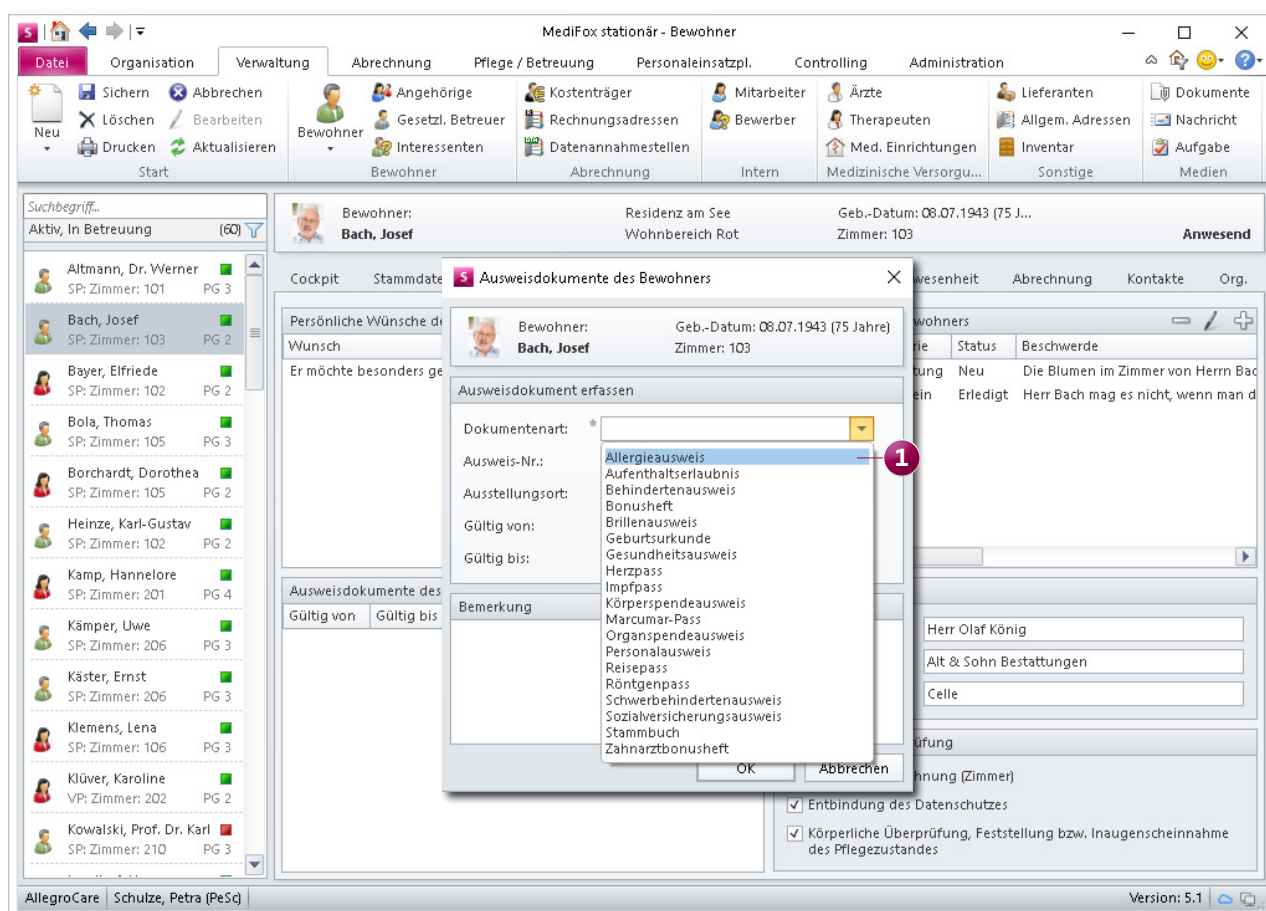 MediFox stationär - Bewohner
Datei Organisation Verwaltung Abrechnung Pflege / Betreuung Personaleinsatzpl. Controlling Administration
Neu
Sichern Abbrechen
Löschen Bearbeiten
Drucken Aktualisieren
Start
Bewohner
Angehörige
Gesetzl. Betreuer
Interessenten
Bewohner
Kostenträger
Rechnungsadressen
Datenannahmestellen
Abrechnung
Mitarbeiter
Bewerber
Intern
Ärzte
Therapeuten
Med. Einrichtungen
Medizinische Versorgu...
Lieferanten
Allgem. Adressen
Inventar
Sonstige
Dokumente
Nachricht
Aufgabe
Medien
Suchbegriff...
Aktiv, In Betreuung (60)
Altmann, Dr. Werner
SP: Zimmer: 101 PG 3
Bach, Josef
SP: Zimmer: 103 PG 2
Bayer, Elfriede
SP: Zimmer: 102 PG 2
Bola, Thomas
SP: Zimmer: 105 PG 3
Borchardt, Dorothea
SP: Zimmer: 105 PG 2
Heinze, Karl-Gustav
SP: Zimmer: 102 PG 2
Kamp, Hannelore
SP: Zimmer: 201 PG 4
Kämper, Uwe
SP: Zimmer: 206 PG 3
Käster, Ernst
SP: Zimmer: 206 PG 3
Klemens, Lena
SP: Zimmer: 106 PG 3
Klüver, Karoline
VP: Zimmer: 202 PG 2
Kowalski, Prof. Dr. Karl
SP: Zimmer: 210 PG 3
Bewohner: Residenz am See Geb.-Datum: 08.07.1943 (75 J...
Bach, Josef Wohnbereich Rot Zimmer: 103 Anwesend
Cockpit Stammdate wesenheit Abrechnung Kontakte Org.
Persönliche Wünsche de
Wunsch
Er möchte besonders ge
Ausweisdokumente des
Gültig von Gültig bis
Ausweisdokumente des Bewohners
Bewohner: Geb.-Datum: 08.07.1943 (75 Jahre)
Bach, Josef Zimmer: 103
Ausweisdokument erfassen
Dokumentenart: *
Ausweis-Nr.:
Ausstellungsort:
Gültig von:
Gültig bis:
Bemerkung
Allergieausweis
1
Aufenthaltserlaubnis
Behindertenausweis
Bonusheft
Brillenausweis
Geburtsurkunde
Gesundheitsausweis
Herzpass
Impfpass
Körperspendeausweis
Marcumar-Pass
Organspendeausweis
Personalausweis
Reisepass
Röntgenpass
Schwerbehindertenausweis
Sozialversicherungsausweis
Stammbuch
Zahnarztbonusheft
OK Abbrechen
wohners
rie Status Beschwerde
tung Neu Die Blumen im Zimmer von Herrn Bac
ein Erledigt Herr Bach mag es nicht, wenn man d
Herr Olaf König
Alt & Sohn Bestattungen
Celle
üfung
hnung (Zimmer)
Entbindung des Datenschutzes
Körperliche Überprüfung, Feststellung bzw. Inaugenscheinnahme
des Pflegezustandes
AllegroCare Schulze, Petra (PeSc) Version: 5.1